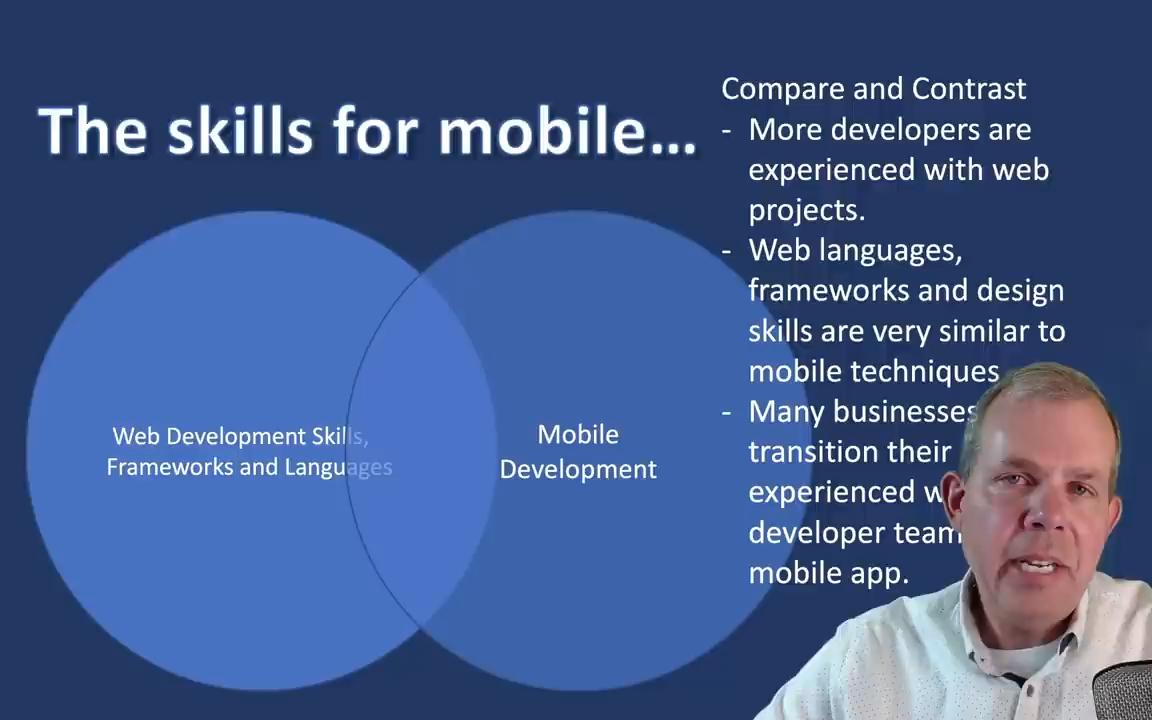 The skills for mobile...
Compare and Contrast
- More developers are
experienced with web
projects.
- Web languages,
frameworks and design
skills are very similar to
mobile techniques
- Many businesses
transition their
experienced
developer team
mobile app.
Web Development Skills,
Frameworks and Languages
Mobile
Development